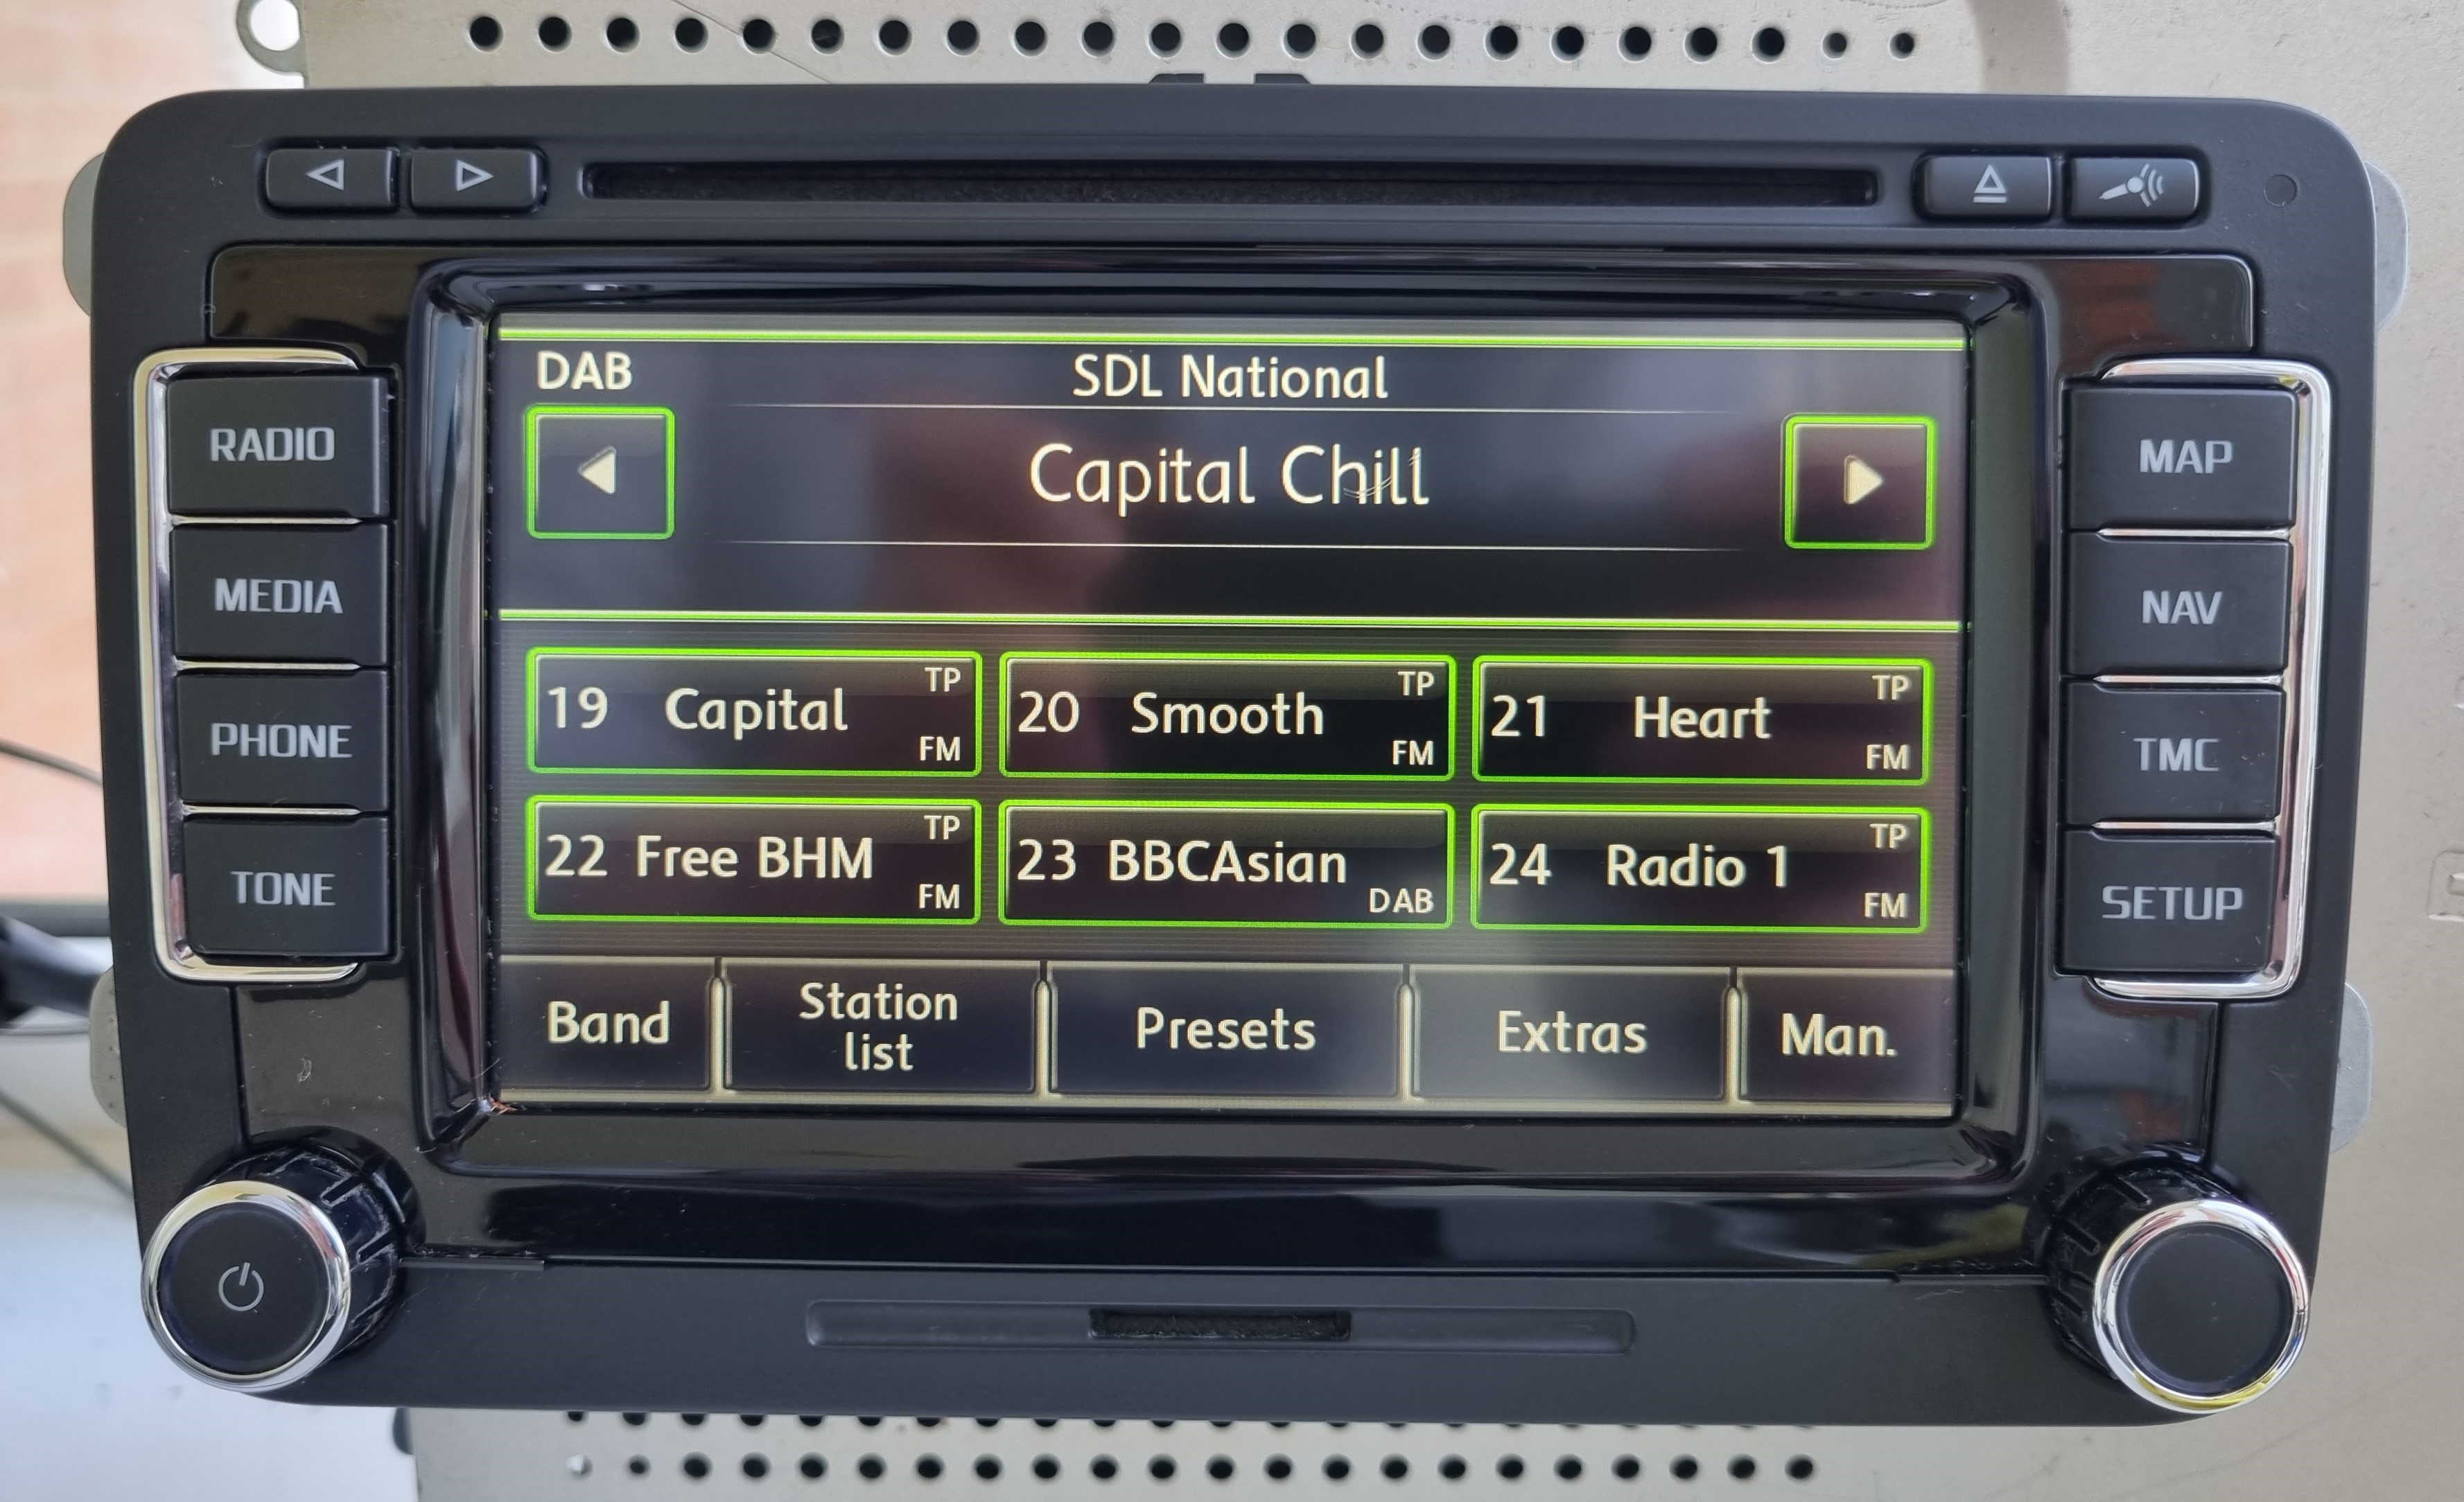 DAB
SDL National
Capital Chill
RADIO
MEDIA
PHONE
TONE
MAP
NAV
TMC
SETUP
19 Capital TP FM
20 Smooth TP FM
21 Heart TP FM
22 Free BHM TP FM
23 BBCAsian DAB
24 Radio 1 TP FM
Band
Station
list
Presets
Extras
Man.